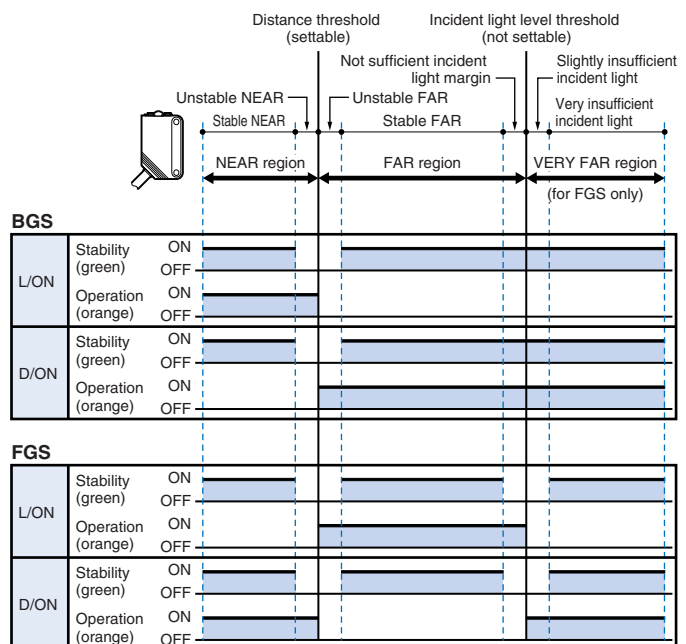 Distance threshold
(settable)
Incident light level threshold
(not settable)
Not sufficient incident
light margin
Slightly insufficient
incident light
Unstable NEAR
Unstable FAR
Very insufficient
incident light
Stable NEAR
Stable FAR
NEAR region
FAR region
VERY FAR region
(for FGS only)
BGS
L/ON
Stability
(green)
ON
OFF
Operation
(orange)
ON
OFF
D/ON
Stability
(green)
ON
OFF
Operation
(orange)
ON
OFF
FGS
L/ON
Stability
(green)
ON
OFF
Operation
(orange)
ON
OFF
D/ON
Stability
(green)
ON
OFF
Operation
(orange)
ON
OFF